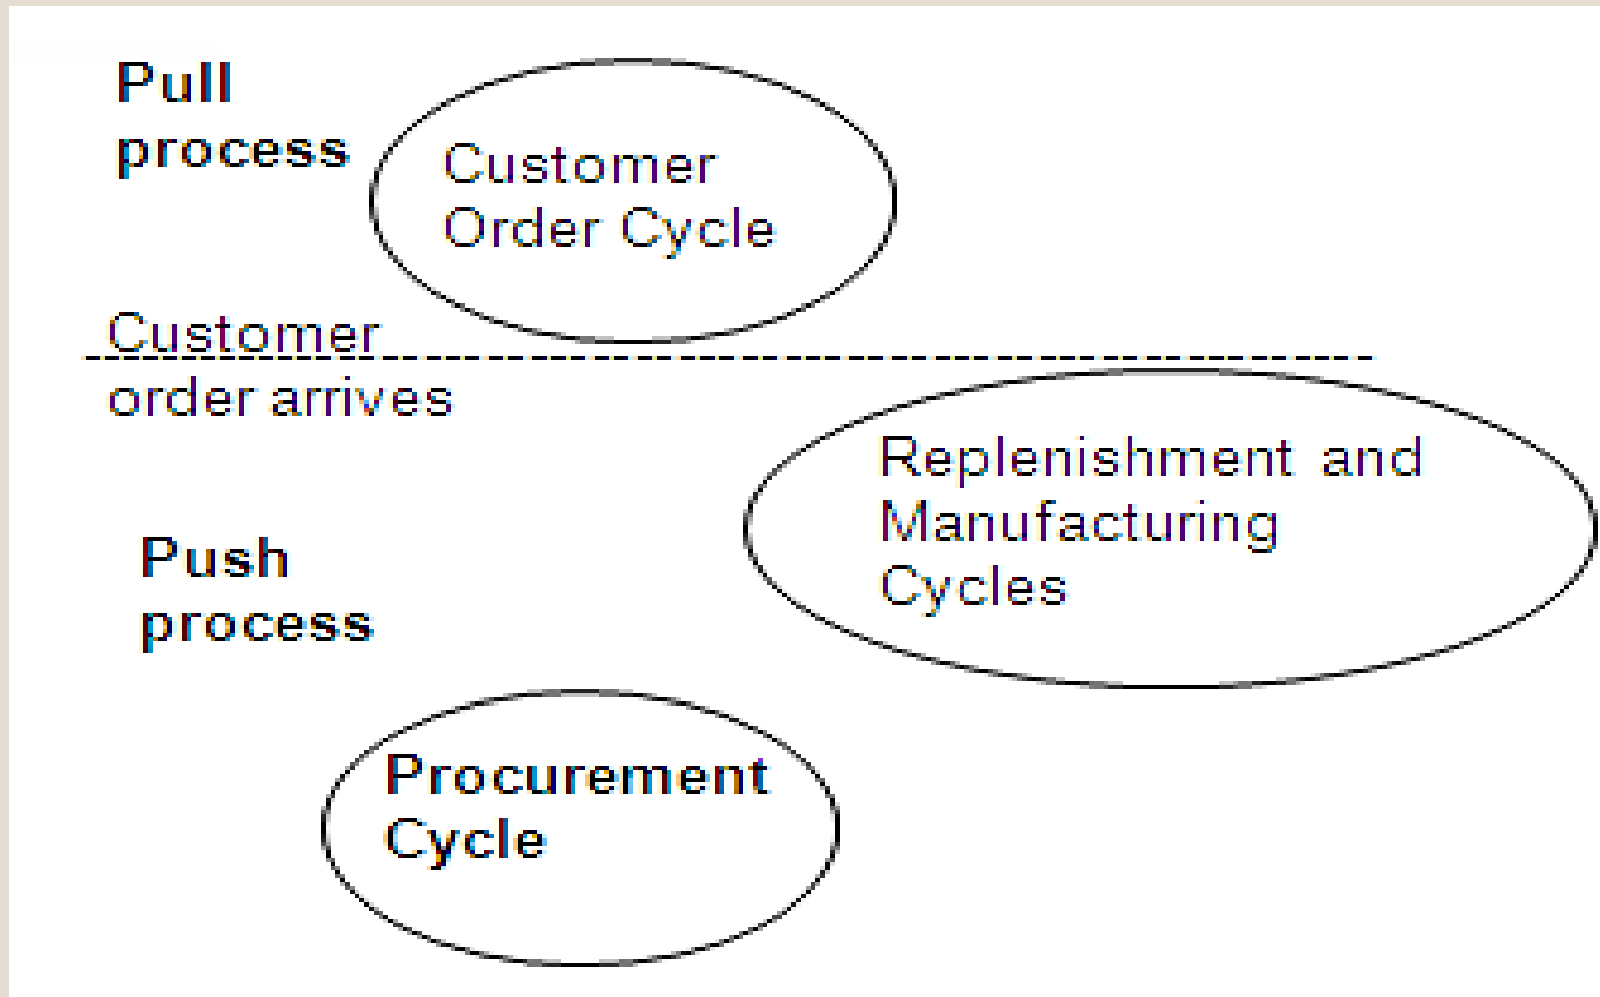 Pull
process
Customer
Order Cycle
Customer
order arrives
Replenishment and
Manufacturing
Cycles
Push
process
Procurement
Cycle